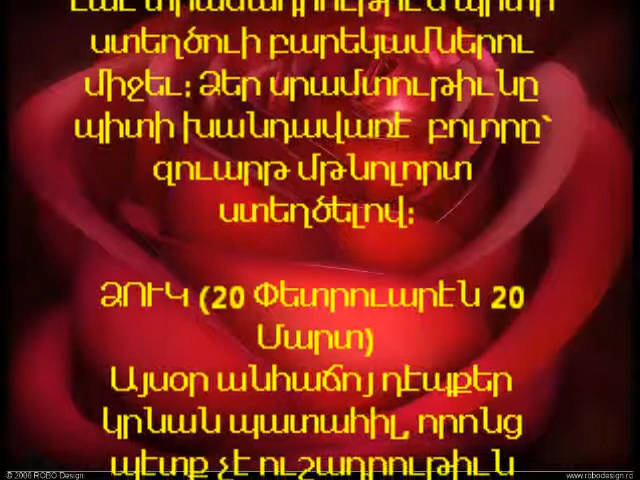 ստեղծուի բարեկամներու
միջեւ: Ձեր սրամտութիւնը
պիտի խանդավառէ բոլորը՝
զուարթ մթնոլորտ
ստեղծելով:
ՁՈՒԿ (20 Փետրուարէն 20
Մարտ)
Այսօր անհաճոյ դէպքեր
կրնան պատահիլ, որոնց
պէտք չէ ուշադրութիւն
© 2006 ROBO Design
www.robodesign.ro